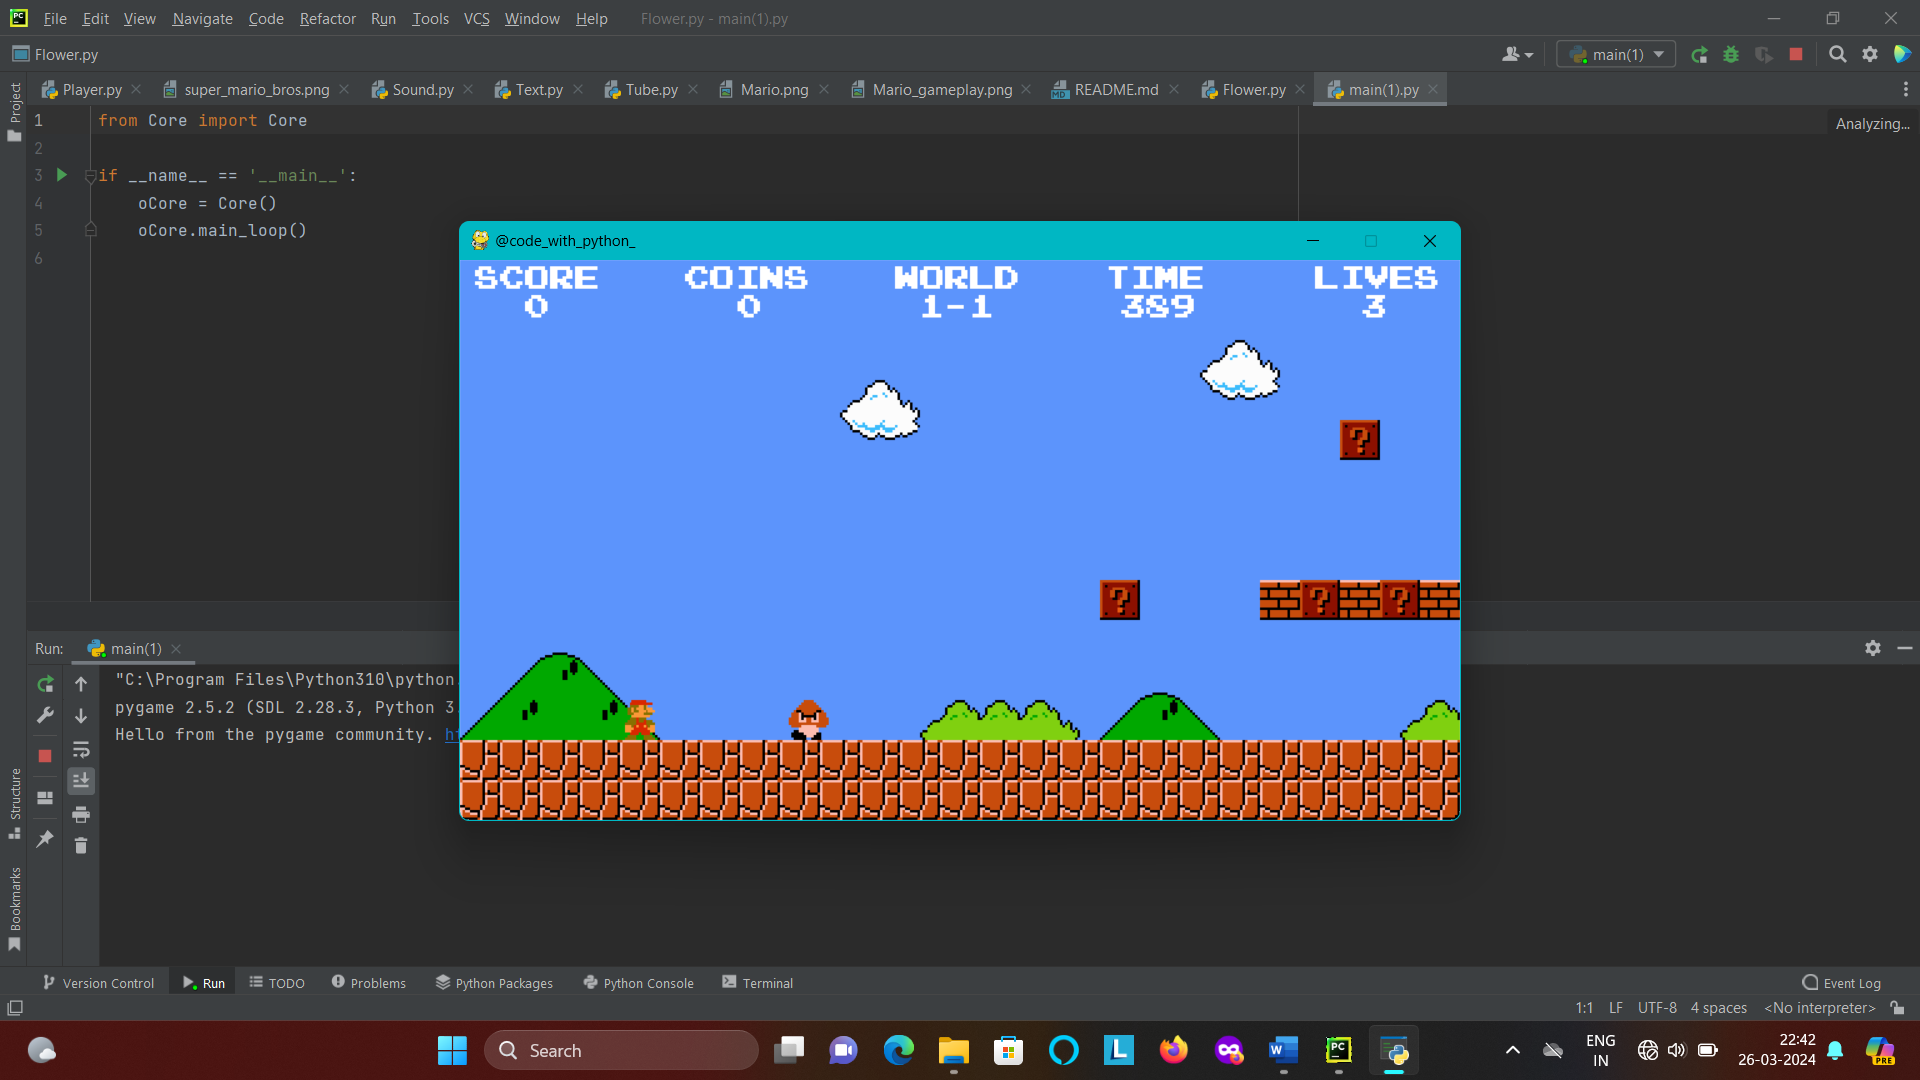 PC File Edit View Navigate Code Refactor Run Tools VCS Window Help Flower.py - main(1).py
Flower.py main(1)
Player.py super_mario_bros.png Sound.py Text.py Tube.py Mario.png Mario_gameplay.png README.md Flower.py main(1).py
Project
1 from Core import Core
Analyzing...
2
3 if __name__ == '__main__':
4 oCore = Core()
5 oCore.main_loop()
6
@code_with_python_
SCORE COINS WORLD TIME LIVES
0 0 1-1 389 3
?
? ? ?
Run: main(1)
"C:\Program Files\Python310\python.
pygame 2.5.2 (SDL 2.28.3, Python 3.
Hello from the pygame community. ht
Structure
Bookmarks
Version Control Run TODO Problems Python Packages Python Console Terminal Event Log
1:1 LF UTF-8 4 spaces <No interpreter>
Search L W PC ENG 22:42
IN 26-03-2024 PRE